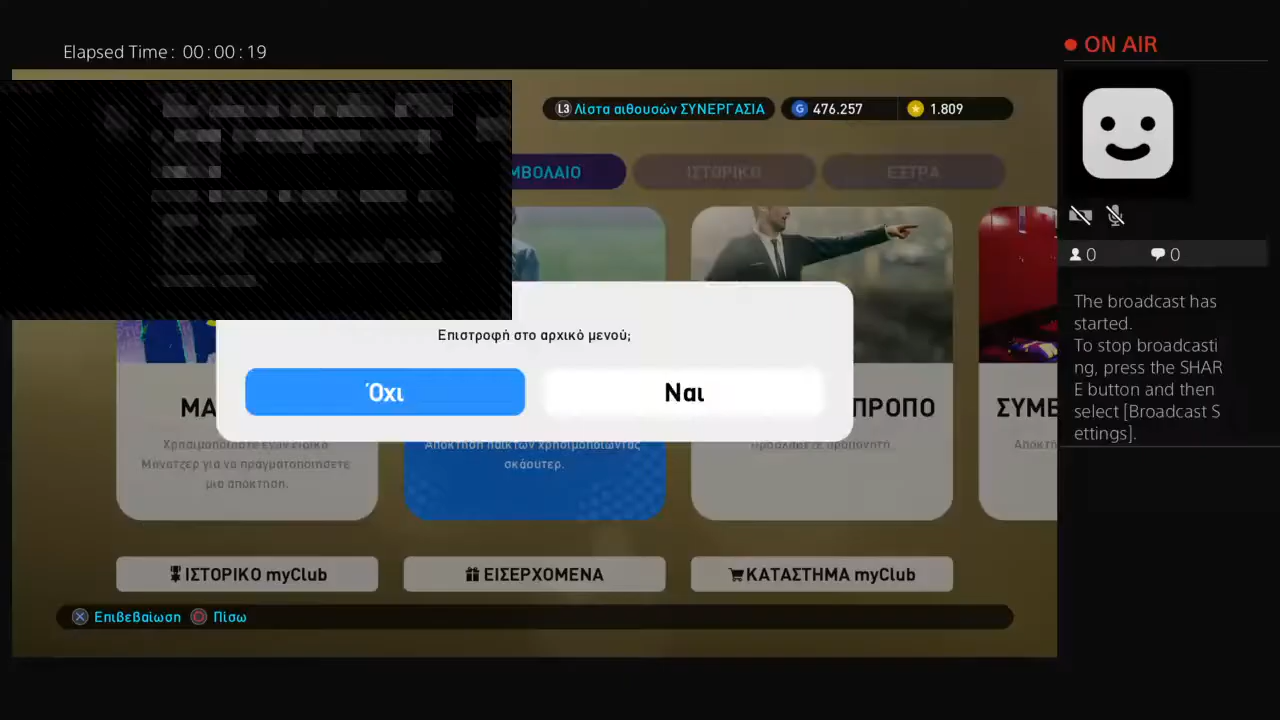 Elapsed Time: 00:00:19
ON AIR
L3 Λίστα αιθουσών ΣΥΝΕΡΓΑΣΙΑ
G 476.257
1.809
ΜΒΟΛΑΙΟ
ΙΣΤΟΡΙΚΟ
ΕΞΤΡΑ
0
0
The broadcast has
started.
To stop broadcasti
ng, press the SHAR
E button and then
select [Broadcast S
ettings].
Επιστροφή στο αρχικό μενού;
Όχι
Ναι
ΜΑ
ΠΡΟΠΟ
ΣΥΜΕ
Χρησιμοποιήστε έναν ειδικό
Μάνατζερ για να πραγματοποιήσετε
μια απόκτηση.
Απόκτηση παικτών χρησιμοποιώντας
σκάουτερ.
Προσλάβετε προπονητή
ΙΣΤΟΡΙΚΟ myClub
ΕΙΣΕΡΧΟΜΕΝΑ
ΚΑΤΑΣΤΗΜΑ myClub
Επιβεβαίωση
Πίσω